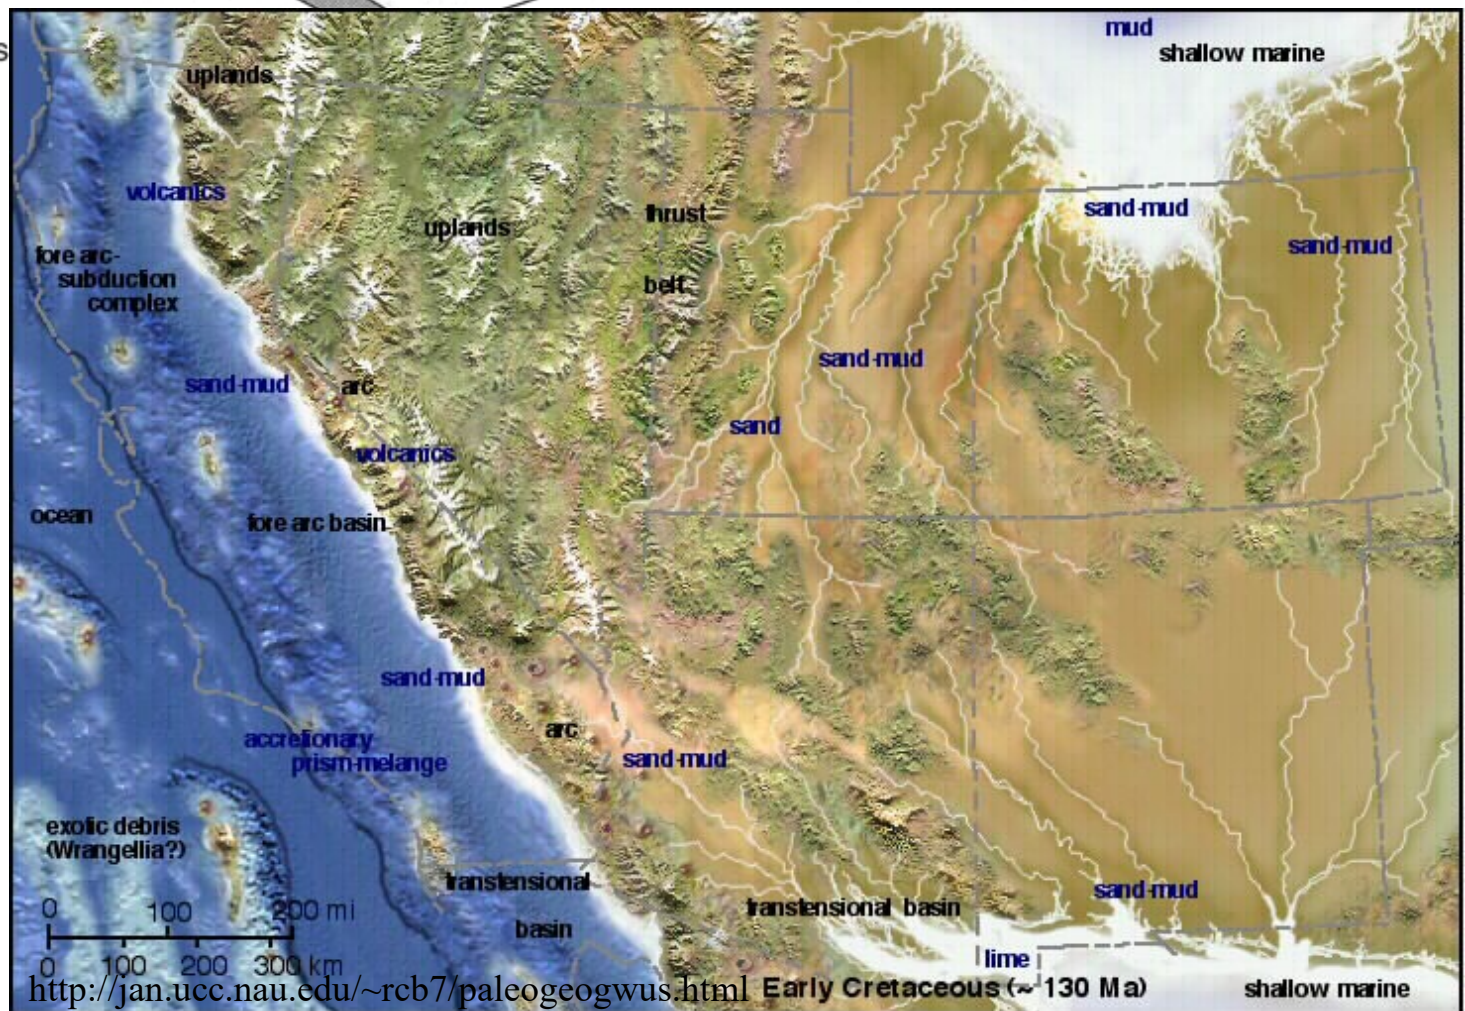 s
mud
shallow marine
uplands
volcanics
sand-mud
thrust
uplands
sand-mud
fore arc-
subduction
complex
belt
sand-mud
sand-mud
arc
sand
volcanics
ocean
fore arc basin
sand-mud
arc
accretionary
prism-melange
sand-mud
exotic debris
(Wrangellia?)
transtensional
sand-mud
transtensional basin
0 100 200 mi
basin
lime
0 100 200 300 km
http://jan.ucc.nau.edu/~rcb7/paleogeogwus.html
Early Cretaceous (~ 130 Ma)
shallow marine